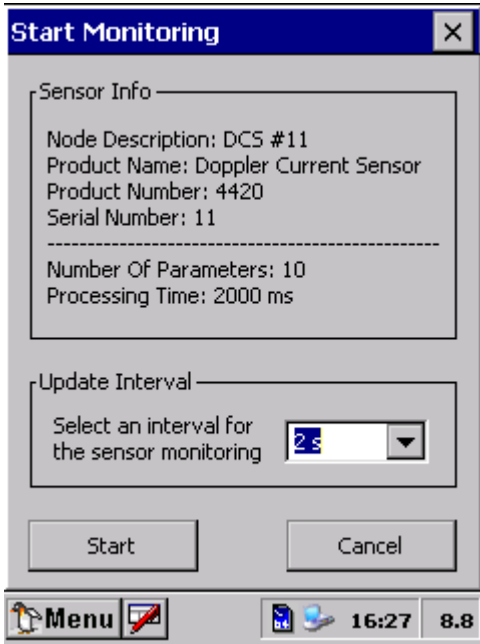 Start Monitoring
Sensor Info
Node Description: DCS #11
Product Name: Doppler Current Sensor
Product Number: 4420
Serial Number: 11
-------------------------------------------------
Number Of Parameters: 10
Processing Time: 2000 ms
Update Interval
Select an interval for
the sensor monitoring
2 s
Start Cancel
Menu 16:27 8.8